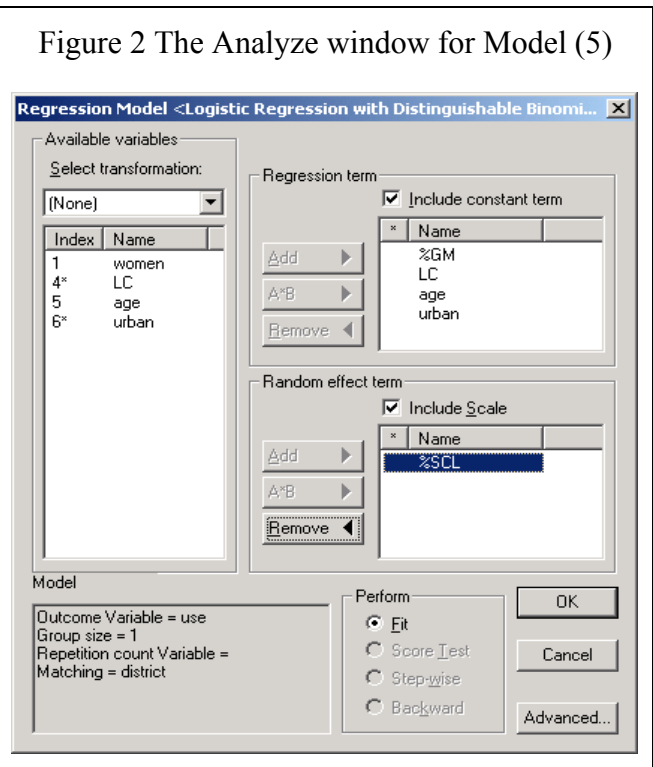 Figure 2 The Analyze window for Model (5)
Regression Model <Logistic Regression with Distinguishable Binomi...
Available variables
Select transformation:
(None)
Index Name
1 women
4* LC
5 age
6* urban
Regression term
Include constant term
Add
A*B
Remove
* Name
%GM
LC
age
urban
Random effect term
Include Scale
Add
A*B
Remove
* Name
%SCL
Model
Outcome Variable = use
Group size = 1
Repetition count Variable =
Matching = district
Perform
Fit
Score Test
Step-wise
Backward
OK
Cancel
Advanced...